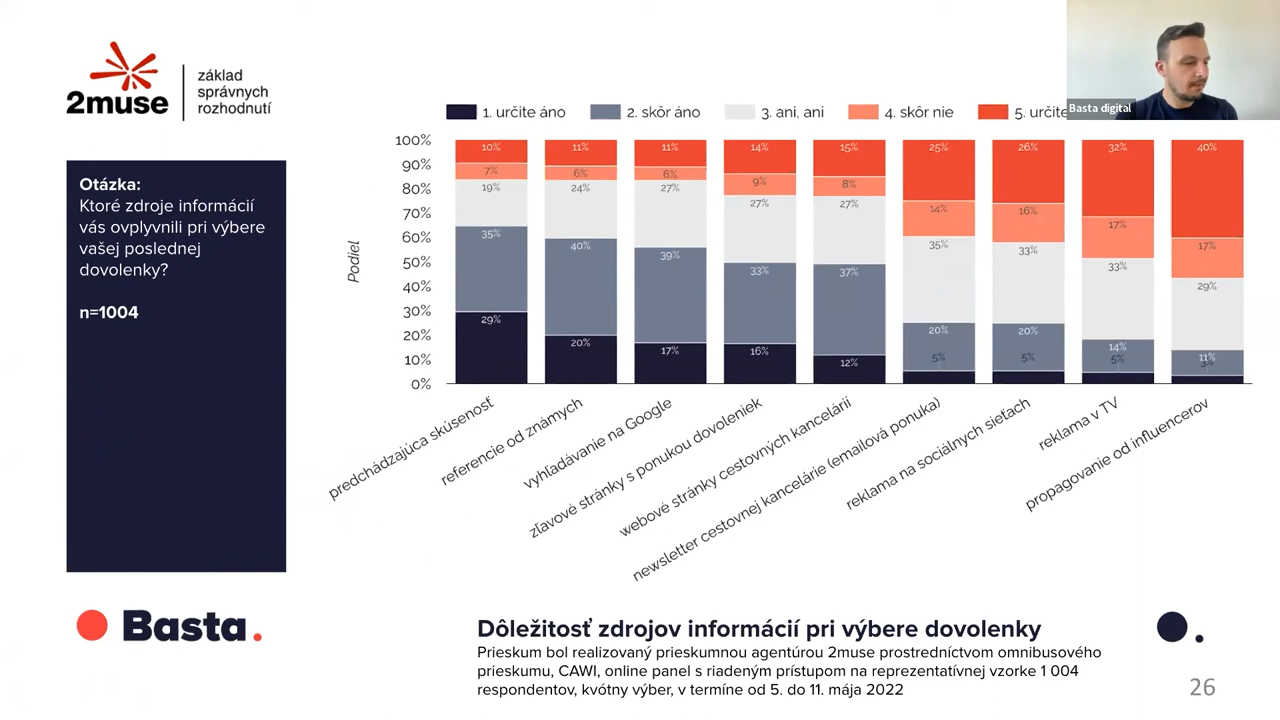 2muse
základ
správnych
rozhodnutí
Basta digital
1. určite áno
2. skôr áno
3. ani, ani
4. skôr nie
5. určite
Otázka:
Ktoré zdroje informácií
vás ovplyvnili pri výbere
vašej poslednej
dovolenky?
n=1004
Podiel
100%
90%
80%
70%
60%
50%
40%
30%
20%
10%
0%
10% 11% 11% 14% 15% 25% 26% 32% 40%
7% 6% 6% 9% 8% 14% 16% 17% 17%
19% 24% 27% 27% 27% 35% 33% 33% 29%
35% 40% 39% 33% 37% 20% 20% 14% 11%
29% 20% 17% 16% 12% 5% 5% 5% 3%
predchádzajúca skúsenosť
referencie od známych
vyhľadávanie na Google
zľavové stránky s ponukou dovoleniek
webové stránky cestovných kancelárií
newsletter cestovnej kancelárie (emailová ponuka)
reklama na sociálnych sieťach
reklama v TV
propagovanie od influencerov
Basta.
Dôležitosť zdrojov informácií pri výbere dovolenky
Prieskum bol realizovaný prieskumnou agentúrou 2muse prostredníctvom omnibusového
prieskumu, CAWI, online panel s riadeným prístupom na reprezentatívnej vzorke 1 004
respondentov, kvótny výber, v termíne od 5. do 11. mája 2022
26